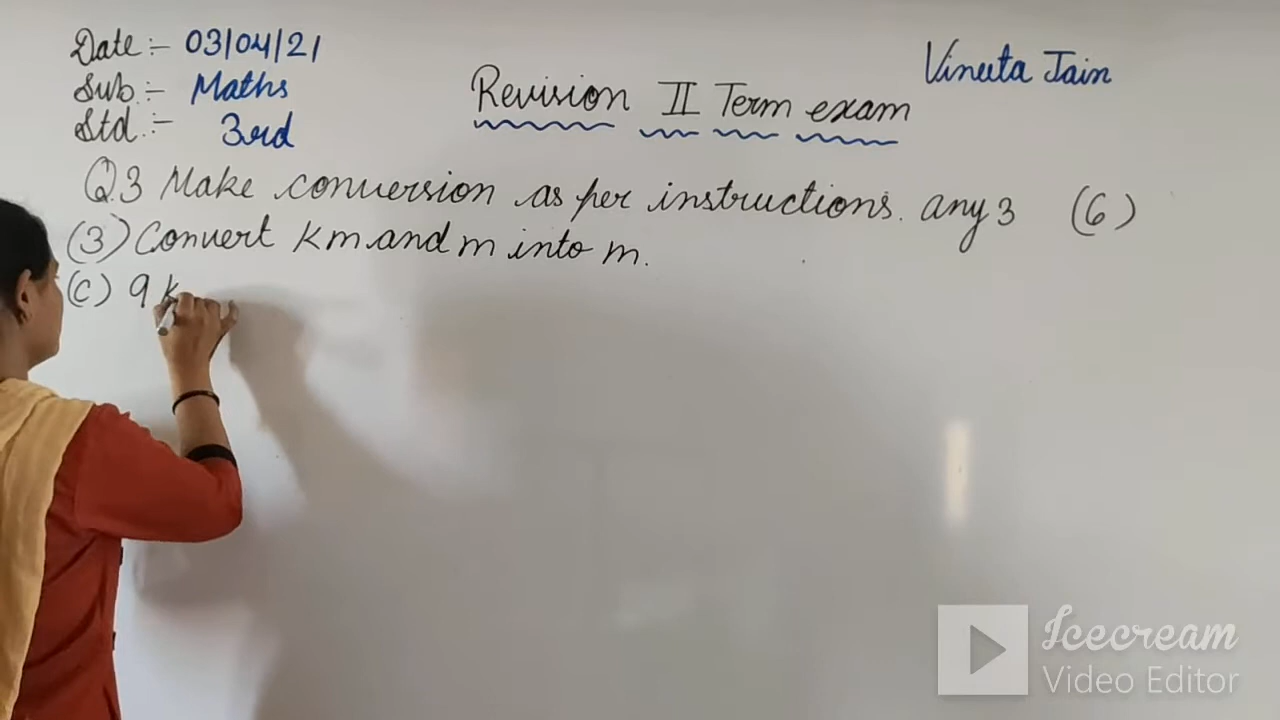 Date :- 03/04/21
Sub :- Maths
Std :- 3rd
Vineeta Jain
Revision II Term exam
Q.3 Make conversion as per instructions. any 3 (6)
(3) Convert km and m into m.
(c) 9 k
Icecream
Video Editor